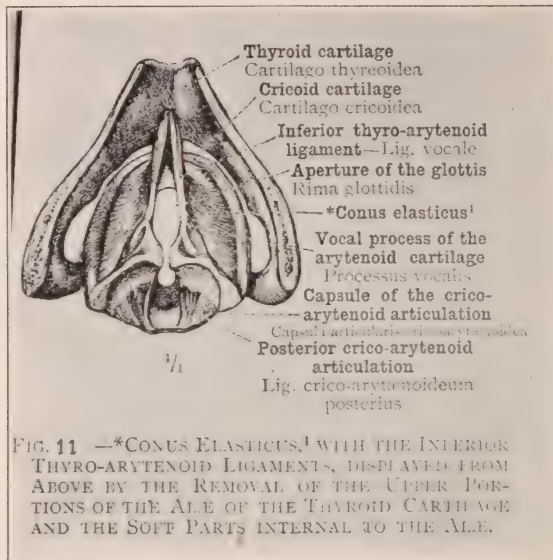 Thyroid cartilage
Cartilago thyreoidea
Cricoid cartilage
Cartilago cricoidea
Inferior thyro-arytenoid
ligament—Lig. vocale
Aperture of the glottis
Rima glottidis
*Conus elasticus¹
Vocal process of the
arytenoid cartilage
Processus vocalis
Capsule of the crico-
arytenoid articulation
Capsula articularis
Posterior crico-arytenoid
articulation
Lig. crico-arytænoideum
posterius
1/1
FIG. 11 —*CONUS ELASTICUS,¹ WITH THE INFERIOR
THYRO-ARYTENOID LIGAMENTS, DISPLAYED FROM
ABOVE BY THE REMOVAL OF THE UPPER POR-
TIONS OF THE ALÆ OF THE THYROID CARTILAGE
AND THE SOFT PARTS INTERNAL TO THE ALÆ.